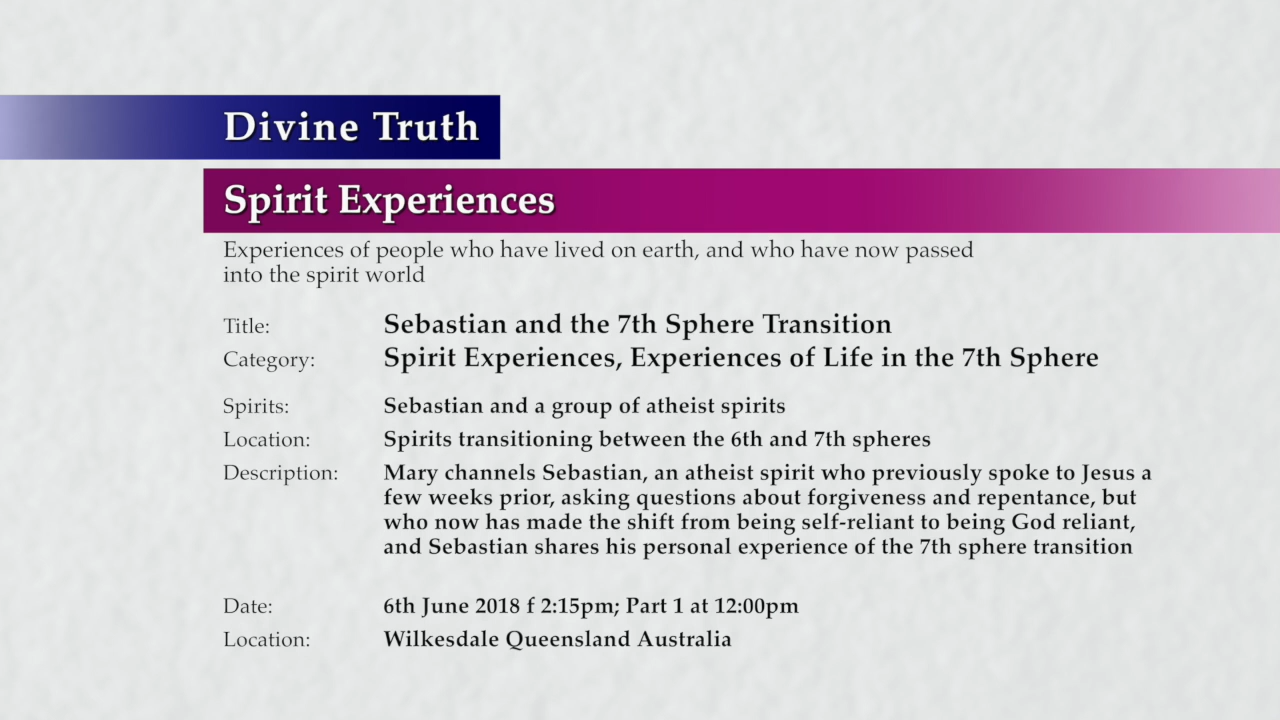 Divine Truth
Spirit Experiences
Experiences of people who have lived on earth, and who have now passed
into the spirit world
Title: Sebastian and the 7th Sphere Transition
Category: Spirit Experiences, Experiences of Life in the 7th Sphere
Spirits: Sebastian and a group of atheist spirits
Location: Spirits transitioning between the 6th and 7th spheres
Description: Mary channels Sebastian, an atheist spirit who previously spoke to Jesus a
few weeks prior, asking questions about forgiveness and repentance, but
who now has made the shift from being self-reliant to being God reliant,
and Sebastian shares his personal experience of the 7th sphere transition
Date: 6th June 2018 f 2:15pm; Part 1 at 12:00pm
Location: Wilkesdale Queensland Australia